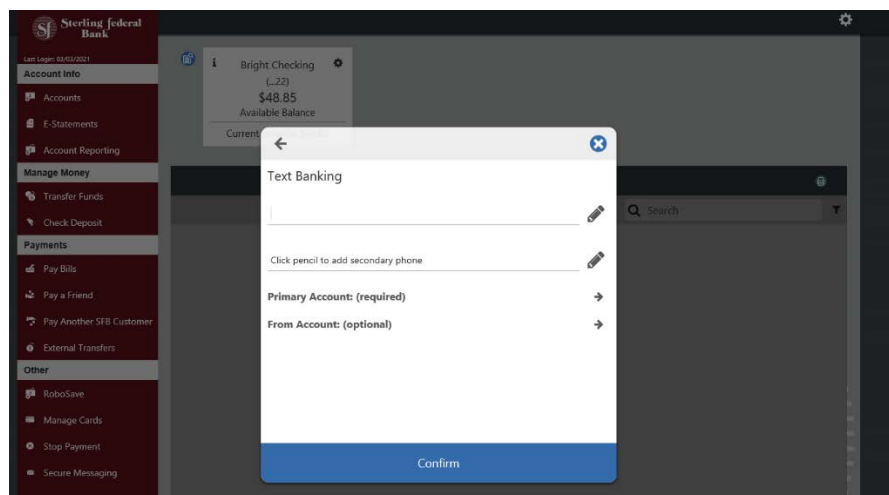 Sterling federal
Bank
Last Login: 03/03/2021
Account Info
Accounts
E-Statements
Account Reporting
Manage Money
Transfer Funds
Check Deposit
Payments
Pay Bills
Pay a Friend
Pay Another SFB Customer
External Transfers
Other
RoboSave
Manage Cards
Stop Payment
Secure Messaging
Bright Checking
(...22)
$48.85
Available Balance
Current
Text Banking
Click pencil to add secondary phone
Primary Account: (required)
From Account: (optional)
Confirm
Search